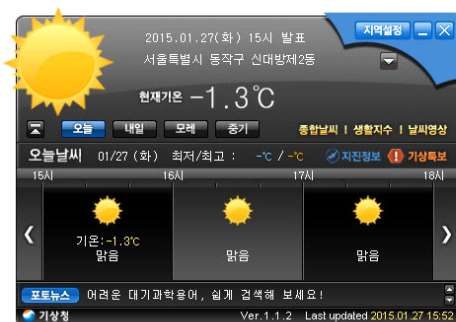 2015.01.27(화) 15시 발표
지역설정
서울특별시 동작구 신대방제2동
현재기온 -1.3℃
오늘 내일 모레 중기 종합날씨 | 생활지수 | 날씨영상
오늘날씨 01/27 (화) 최저/최고 : -℃ / -℃ 지진정보 기상특보
15시 16시 17시 18시
기온:-1.3℃
맑음 맑음 맑음
포토뉴스 어려운 대기과학용어, 쉽게 검색해 보세요!
기상청 Ver.1.1.2 Last updated 2015.01.27 15:52